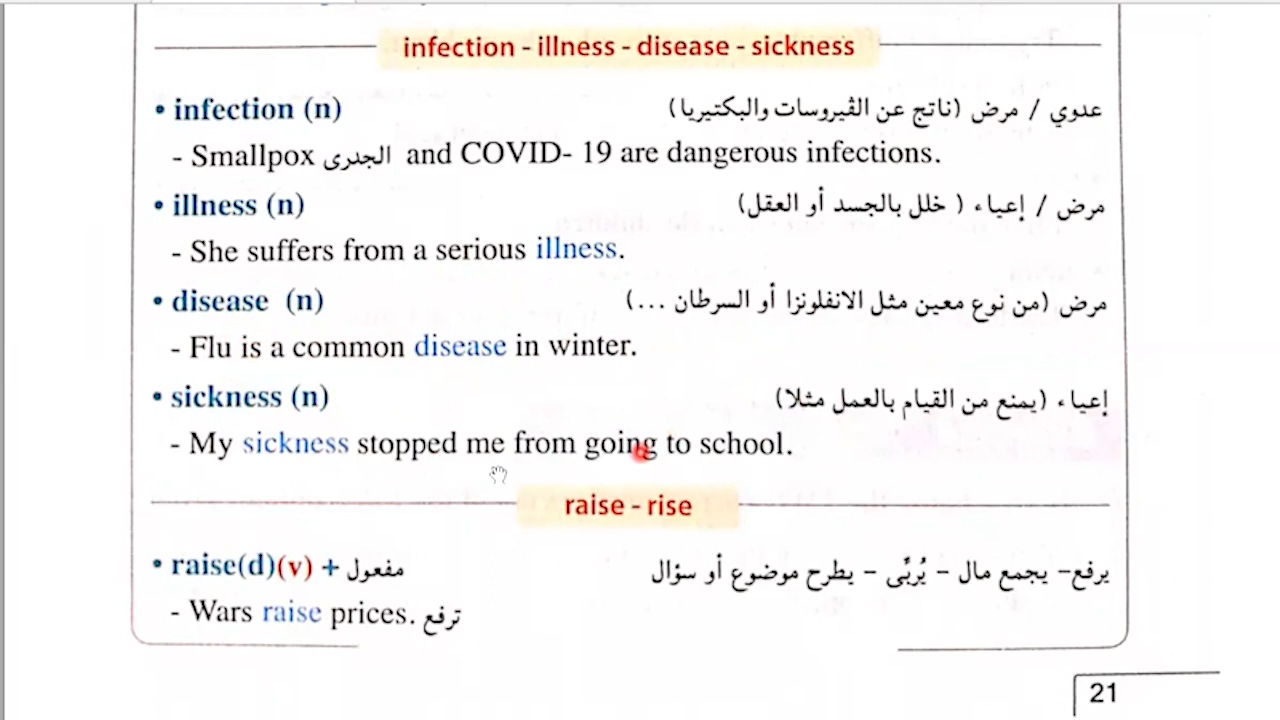 infection - illness - disease - sickness
• infection (n) عدوي / مرض (ناتج عن الڤيروسات والبكتيريا)
- Smallpox الجدرى and COVID- 19 are dangerous infections.
• illness (n) مرض / إعياء ( خلل بالجسد أو العقل)
- She suffers from a serious illness.
• disease (n) مرض (من نوع معين مثل الانفلونزا أو السرطان ...)
- Flu is a common disease in winter.
• sickness (n) إعياء (يمنع من القيام بالعمل مثلا)
- My sickness stopped me from going to school.
raise - rise
• raise(d)(v) + مفعول يرفع– يجمع مال – يُربَّى – يطرح موضوع أو سؤال
- Wars raise prices. ترفع
21